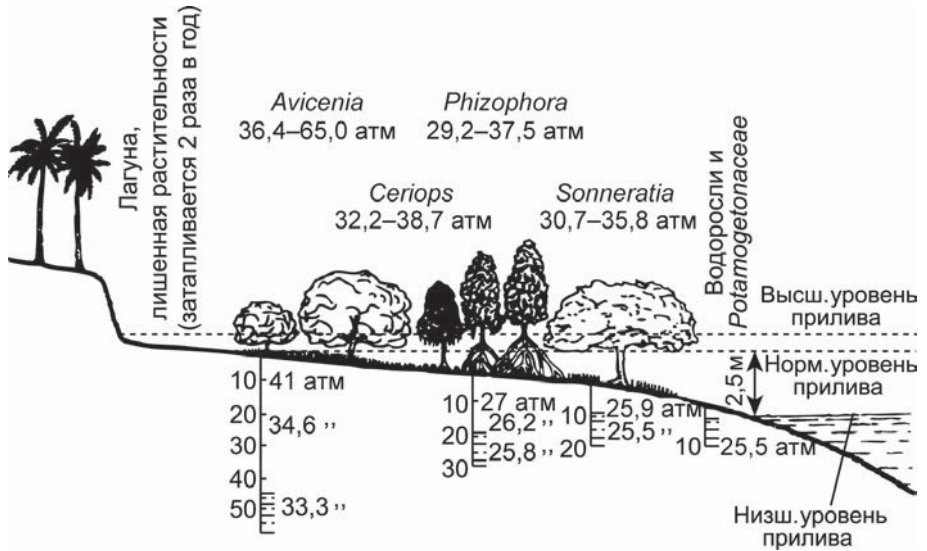 Лагуна,
лишенная растительности
(затапливается 2 раза в год)
Avicenia
36,4–65,0 атм
Phizophora
29,2–37,5 атм
Ceriops
32,2–38,7 атм
Sonneratia
30,7–35,8 атм
Водоросли и
Potamogetonaceae
Высш.уровень
прилива
Норм.уровень
прилива
2,5 м
10
41 атм
20
34,6 ,,
30
40
50
33,3 ,,
10
27 атм
26,2 ,,
20
25,8 ,,
30
10
25,9 атм
25,5 ,,
20
10
25,5 атм
Низш.уровень
прилива